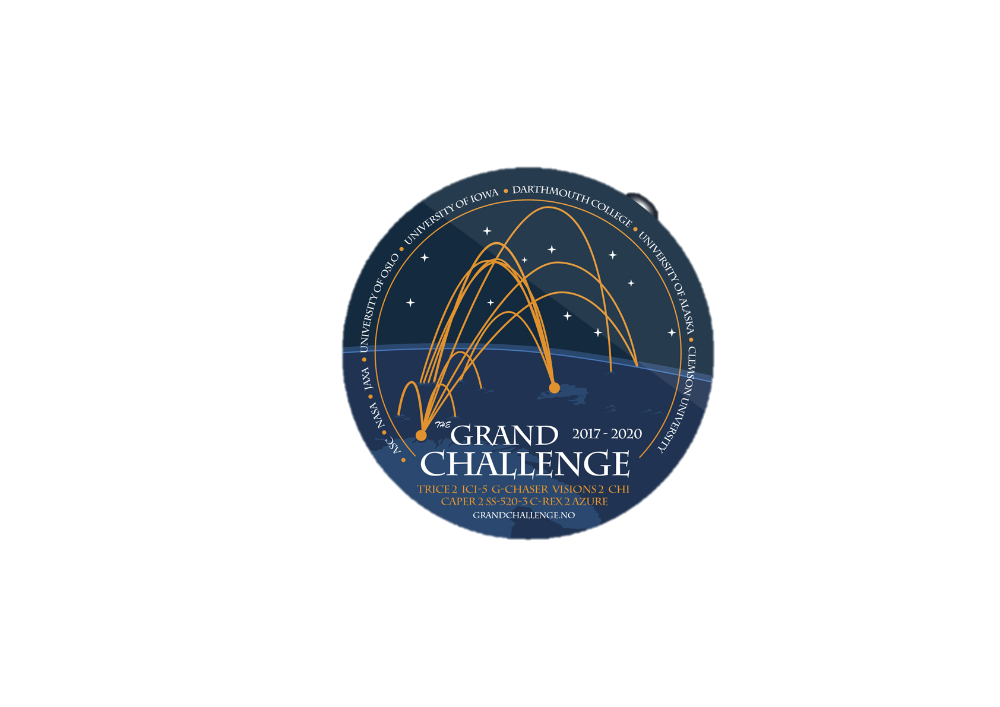 ASC • NASA • JAXA • UNIVERSITY OF OSLO • UNIVERSITY OF IOWA • DARTHMOUTH COLLEGE • UNIVERSITY OF ALASKA • CLEMSON UNIVERSITY
THE GRAND 2017 - 2020
CHALLENGE
TRICE 2 ICI-5 G-CHASER VISIONS 2 CHI
CAPER 2 SS-520-3 C-REX 2 AZURE
GRANDCHALLENGE.NO